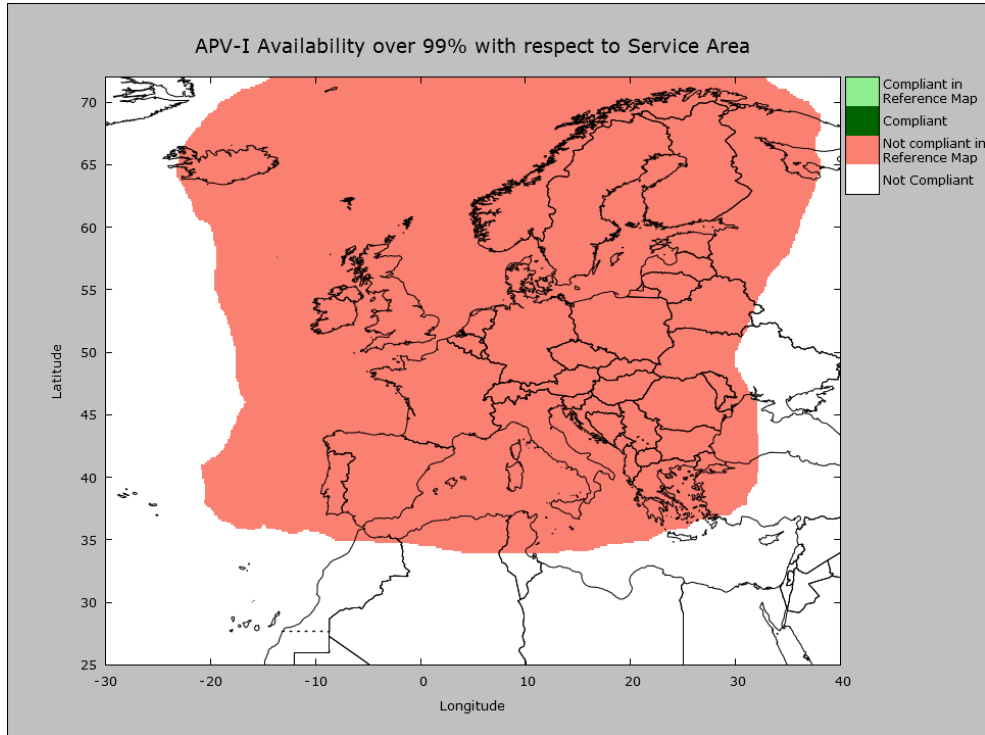 APV-I Availability over 99% with respect to Service Area
Compliant in
Reference Map
Compliant
Not compliant in
Reference Map
Not Compliant
70
65
60
55
50
45
40
35
30
25
Latitude
-30
-20
-10
0
10
20
30
40
Longitude